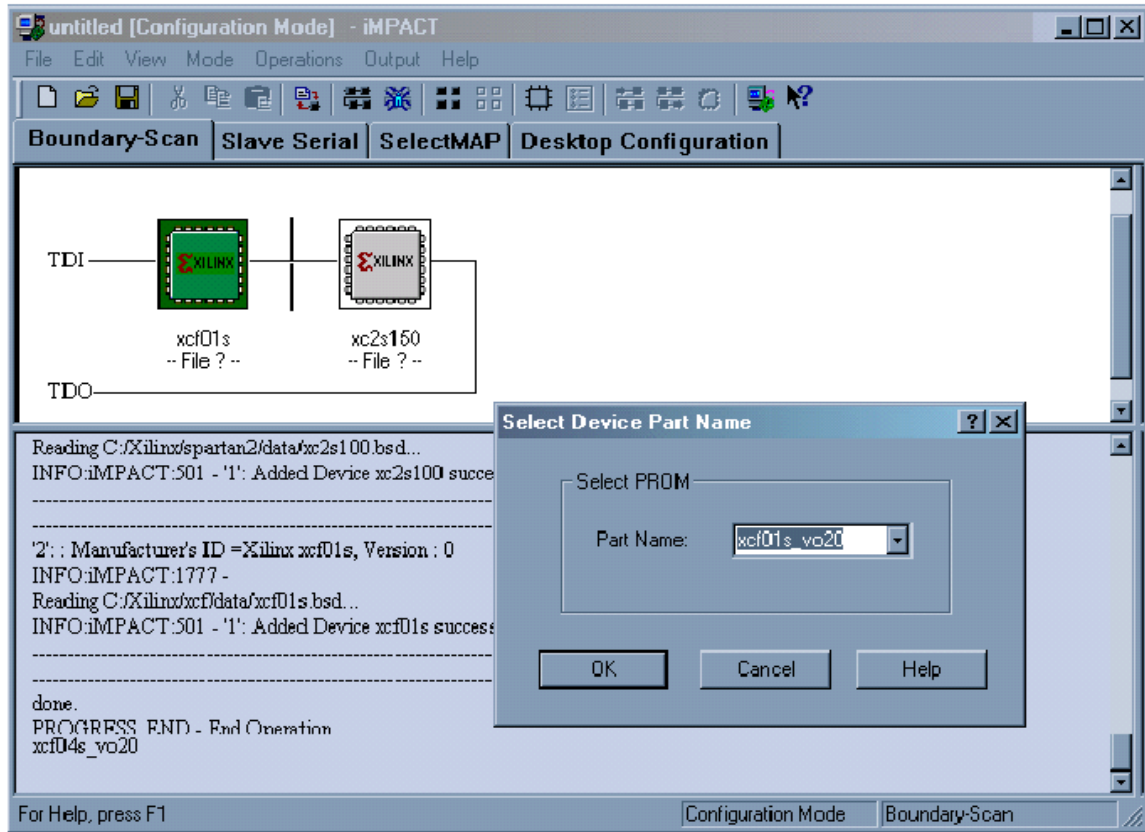 untitled [Configuration Mode] - iMPACT
File Edit View Mode Operations Output Help
Boundary-Scan Slave Serial SelectMAP Desktop Configuration
TDI
XILINX
XILINX
xcf01s
-- File ? --
xc2s150
-- File ? --
TDO
Reading C:/Xilinx/spartan2/data/xc2s100.bsd...
INFO:iMPACT:501 - '1': Added Device xc2s100 succe
'2': : Manufacturer's ID =Xilinx xcf01s, Version : 0
INFO:iMPACT:1777 -
Reading C:/Xilinx/xcf/data/xcf01s.bsd...
INFO:iMPACT:501 - '1': Added Device xcf01s success
done.
PROGRESS_END - End Operation
xcf04s_vo20
Select Device Part Name
Select PROM
Part Name: xcf01s_vo20
OK Cancel Help
For Help, press F1 Configuration Mode Boundary-Scan